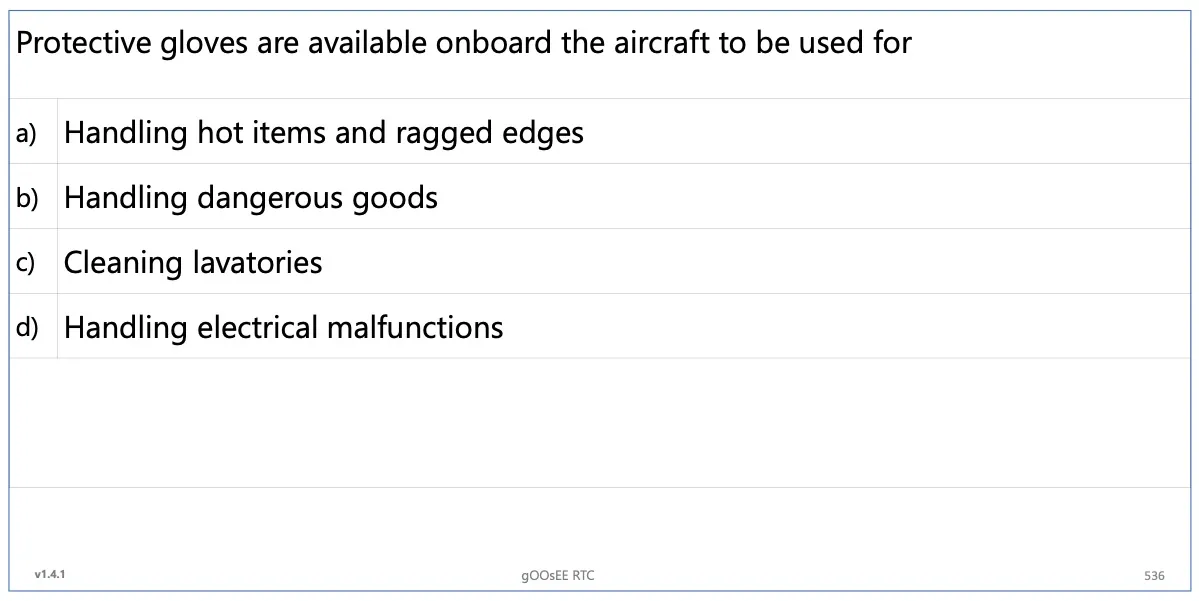 Protective gloves are available onboard the aircraft to be used for
a) Handling hot items and ragged edges
b) Handling dangerous goods
c) Cleaning lavatories
d) Handling electrical malfunctions
v1.4.1 gOOsEE RTC 536